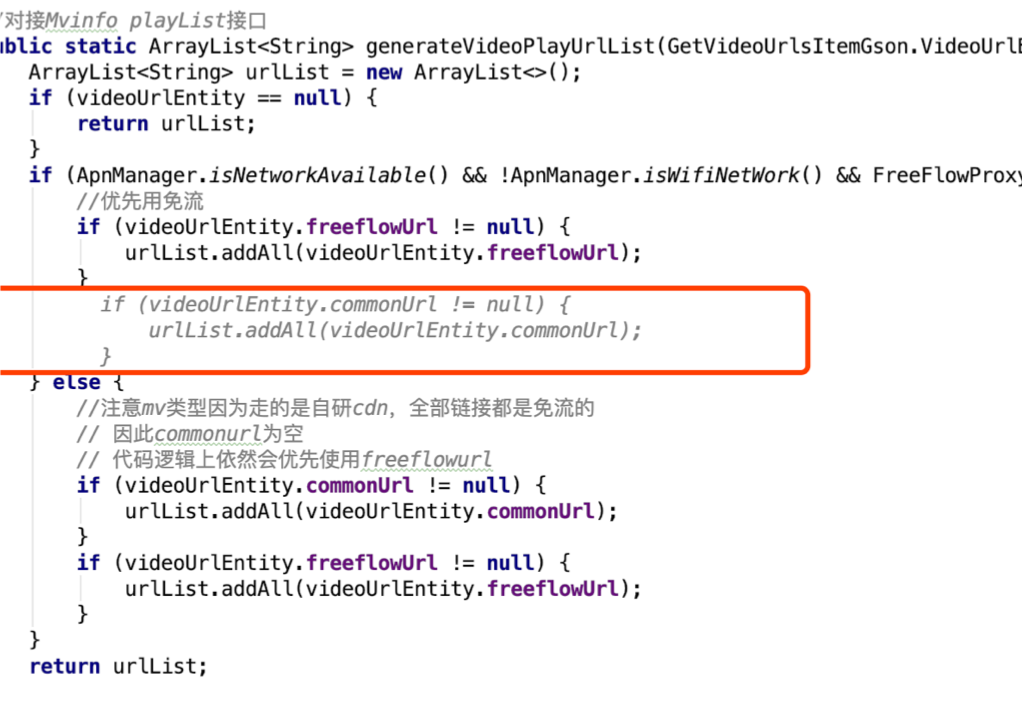 /对接Mvinfo playList接口
ublic static ArrayList<String> generateVideoPlayUrlList(GetVideoUrlsItemGson.VideoUrlE
ArrayList<String> urlList = new ArrayList<>();
if (videoUrlEntity == null) {
return urlList;
}
if (ApnManager.isNetworkAvailable() && !ApnManager.isWifiNetWork() && FreeFlowProxy
//优先用免流
if (videoUrlEntity.freeflowUrl != null) {
urlList.addAll(videoUrlEntity.freeflowUrl);
}
if (videoUrlEntity.commonUrl != null) {
urlList.addAll(videoUrlEntity.commonUrl);
}
} else {
//注意mv类型因为走的是自研cdn，全部链接都是免流的
// 因此commonurl为空
// 代码逻辑上依然会优先使用freeflowurl
if (videoUrlEntity.commonUrl != null) {
urlList.addAll(videoUrlEntity.commonUrl);
}
if (videoUrlEntity.freeflowUrl != null) {
urlList.addAll(videoUrlEntity.freeflowUrl);
}
}
return urlList;